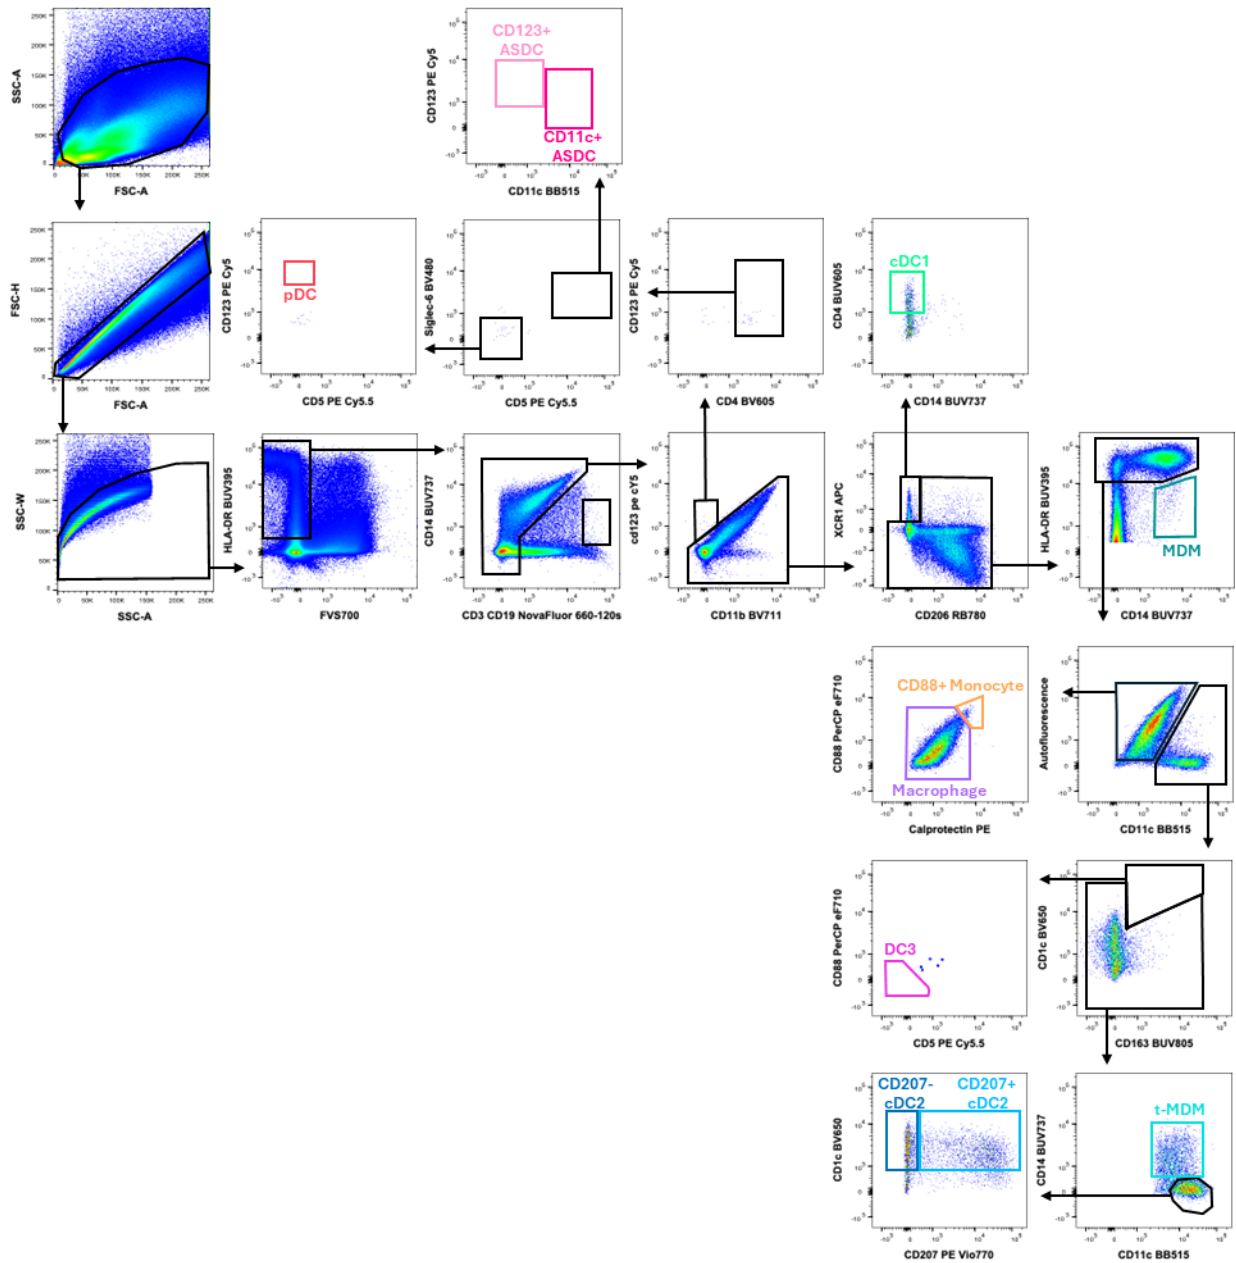 SSC-A
FSC-A
CD123 PE Cy5
CD123+
ASDC
CD11c+
ASDC
CD11c BB515
FSC-H
FSC-A
CD123 PE Cy5
pDC
CD5 PE Cy5.5
Siglec-6 BV480
CD5 PE Cy5.5
CD123 PE Cy5
CD4 BV605
CD4 BUV605
cDC1
CD14 BUV737
SSC-W
SSC-A
HLA-DR BUV395
FVS700
CD14 BUV737
CD3 CD19 NovaFluor 660-120s
cd123 pe cY5
CD11b BV711
XCR1 APC
CD206 RB780
HLA-DR BUV395
MDM
CD14 BUV737
CD88 PerCP eF710
CD88+ Monocyte
Macrophage
Calprotectin PE
Autofluorescence
CD11c BB515
CD88 PerCP eF710
DC3
CD5 PE Cy5.5
CD1c BV650
CD163 BUV805
CD1c BV650
CD207-
cDC2
CD207+
cDC2
CD207 PE Vio770
CD14 BUV737
t-MDM
CD11c BB515